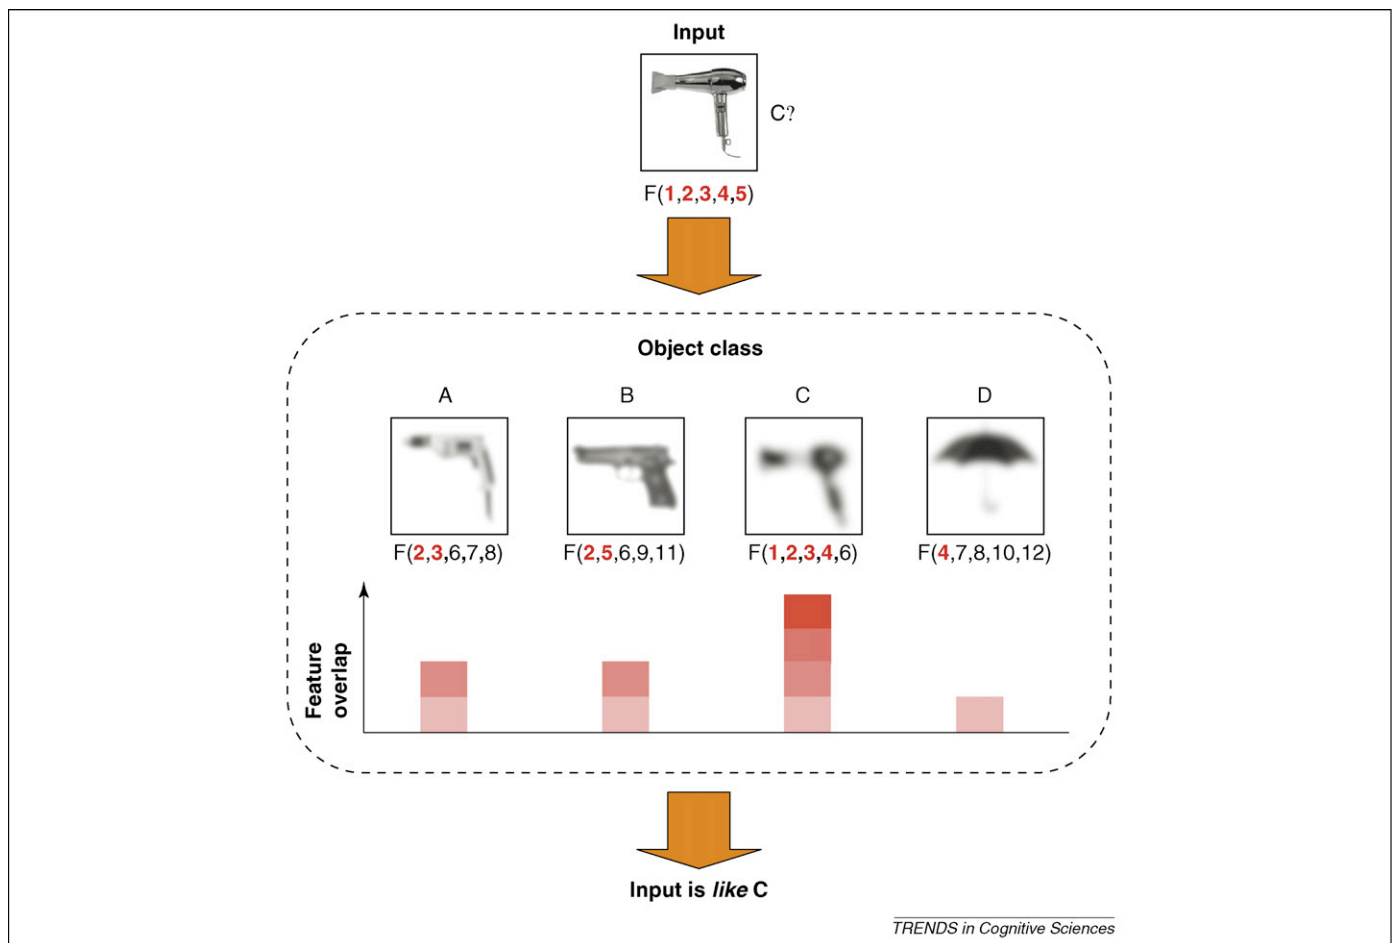 Input
C?
F(1,2,3,4,5)
Object class
A
B
C
D
F(2,3,6,7,8)
F(2,5,6,9,11)
F(1,2,3,4,6)
F(4,7,8,10,12)
Feature
overlap
Input is like C
TRENDS in Cognitive Sciences